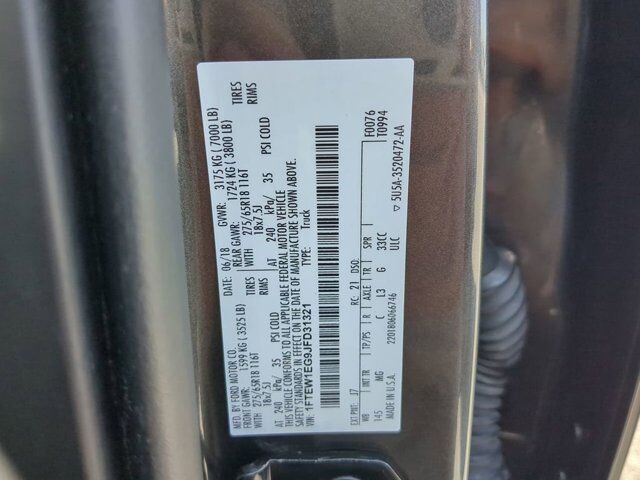 MFD. BY FORD MOTOR CO.
DATE: 06/18 GVWR: 3175 KG ( 7000 LB)
FRONT GAWR: 1599 KG ( 3525 LB) REAR GAWR: 1724 KG ( 3800 LB)
WITH 275/65R18 116T TIRES WITH 275/65R18 116T TIRES
18x7.5J RIMS 18x7.5J RIMS
AT 240 kPa/ 35 PSI COLD AT 240 kPa/ 35 PSI COLD
THIS VEHICLE CONFORMS TO ALL APPLICABLE FEDERAL MOTOR VEHICLE
SAFETY STANDARDS IN EFFECT ON THE DATE OF MANUFACTURE SHOWN ABOVE.
VIN: 1FTEW1EG9JFD31321 TYPE: Truck
F0076
T0994
EXT PNT: J7 RC: 21 DSO:
WB INT TR TP/PS R AXLE TR SPR
145 MG C L3 G 33CC
ULC
MADE IN U.S.A. 2201806066746 5U5A-3520472-AA